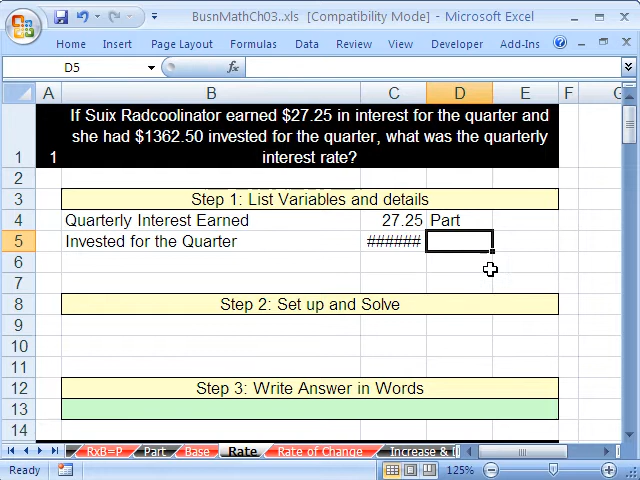 BusnMathCh03..xls [Compatibility Mode] - Microsoft Excel
Home Insert Page Layout Formulas Data Review View Developer Add-Ins
D5 fx
A B C D E F G
1 1 If Suix Radcoolinator earned $27.25 in interest for the quarter and
she had $1362.50 invested for the quarter, what was the quarterly
interest rate?
2
3 Step 1: List Variables and details
4 Quarterly Interest Earned 27.25 Part
5 Invested for the Quarter ######
6
7
8 Step 2: Set up and Solve
9
10
11
12 Step 3: Write Answer in Words
13
14
RxB=P Part Base Rate Rate of Change Increase &
Ready 125%